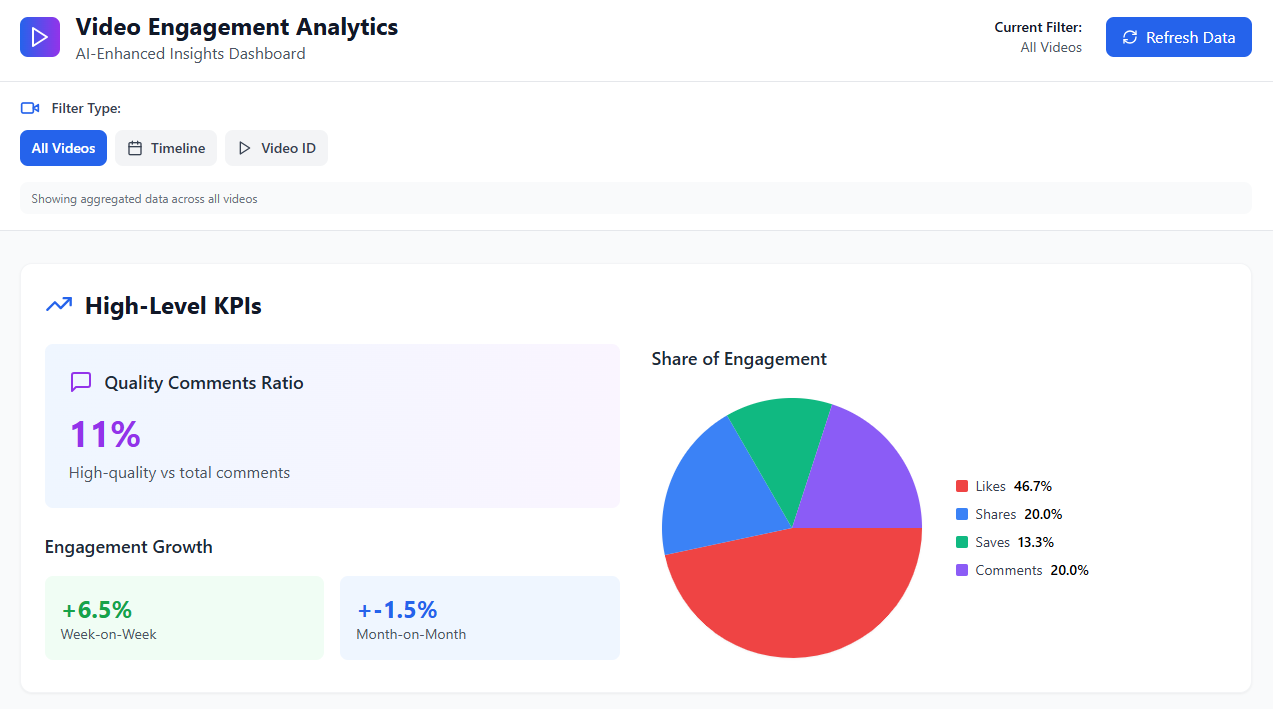 Video Engagement Analytics
AI-Enhanced Insights Dashboard
Current Filter:
All Videos
Refresh Data
Filter Type:
All Videos
Timeline
Video ID
Showing aggregated data across all videos
High-Level KPIs
Quality Comments Ratio
11%
High-quality vs total comments
Engagement Growth
+6.5%
Week-on-Week
+-1.5%
Month-on-Month
Share of Engagement
Likes 46.7%
Shares 20.0%
Saves 13.3%
Comments 20.0%